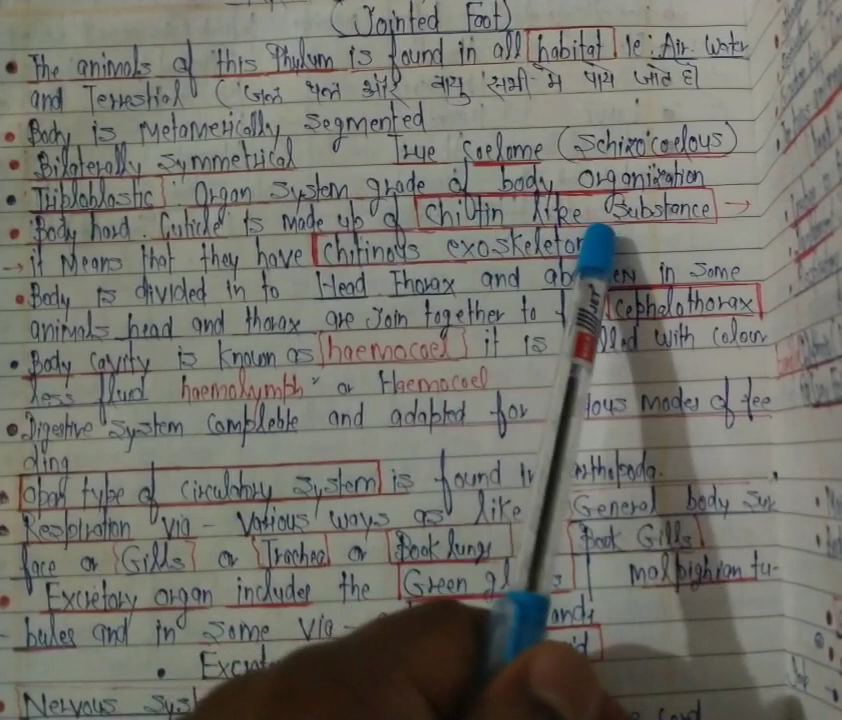 (Jointed Foot)
• The animals of this Phylum is found in all habitat ie: Air. Water
and Terrestial (जल थल और वायु सभी में पाये जाते है)
• Body is Metamerically segmented
• Bilaterally Symmetrical True Coelome (Schizocoelous)
• Tribloblastic organ system grade of body organization
• Body hard. Cuticle is made up of chiltin like substance →
→ it Means that they have chitinous exoskeleton
• Body is divided in to Head Thorax and in some
animals head and thorax are Join together to cephalothorax
• Body cavity is known as haemocoel it is with colour
less fluid haemolymph" or Haemocoel
• Digestive system complebte and adapted for modes of fee
ding
• type of circulatory system is found in
• Respiration via - various ways as like General body sur
face or Gills or Trachea or Book lungs Book Gills
• Excretory organ includes the Green malpighian tu-
- bules and in some via -
•
• Nervous